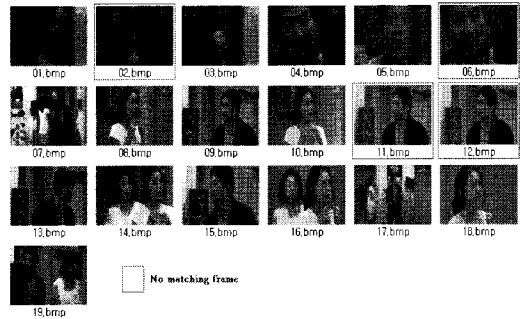 01.bmp 02.bmp 03.bmp 04.bmp 05.bmp 06.bmp
07.bmp 08.bmp 09.bmp 10.bmp 11.bmp 12.bmp
13.bmp 14.bmp 15.bmp 16.bmp 17.bmp 18.bmp
19.bmp
No matching frame